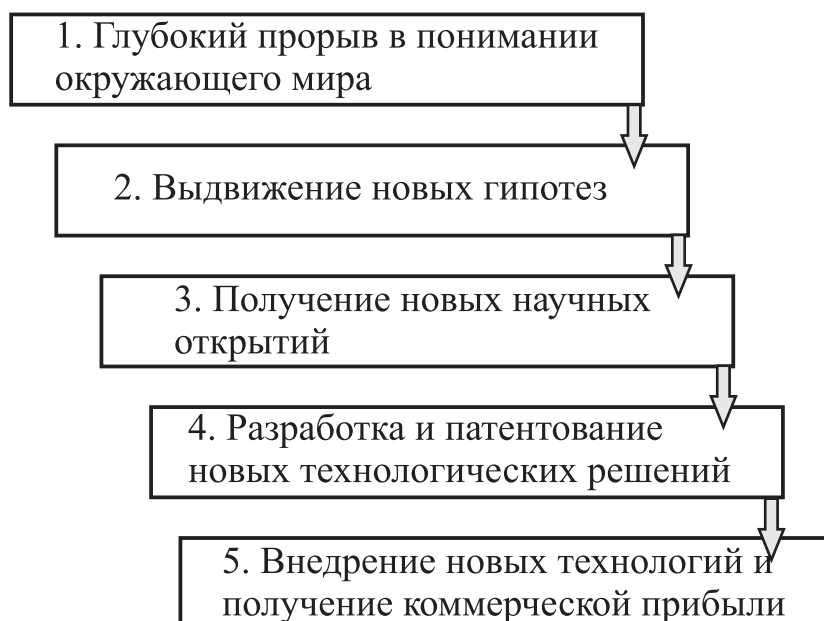 1. Глубокий прорыв в понимании
окружающего мира
2. Выдвижение новых гипотез
3. Получение новых научных
открытий
4. Разработка и патентование
новых технологических решений
5. Внедрение новых технологий и
получение коммерческой прибыли